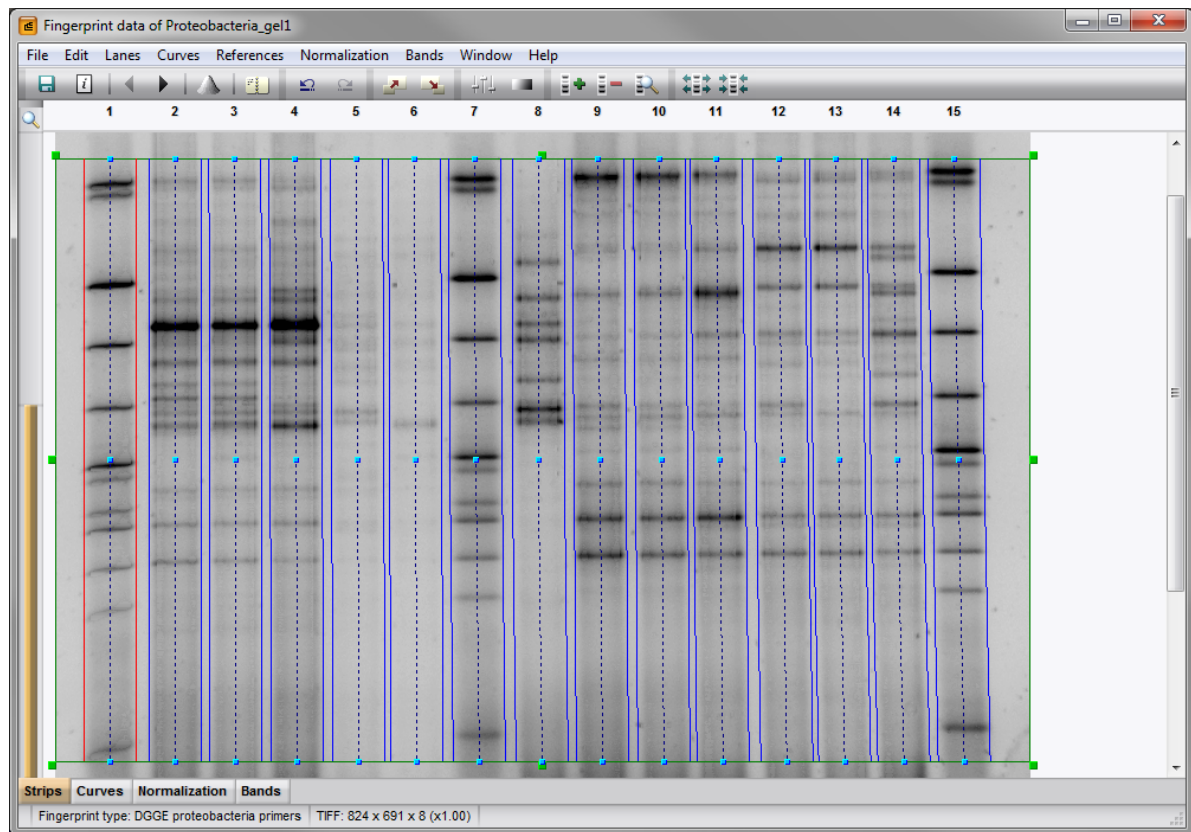 Fingerprint data of Proteobacteria_gel1
File Edit Lanes Curves References Normalization Bands Window Help
1 2 3 4 5 6 7 8 9 10 11 12 13 14 15
Strips Curves Normalization Bands
Fingerprint type: DGGE proteobacteria primers TIFF: 824 x 691 x 8 (x1.00)